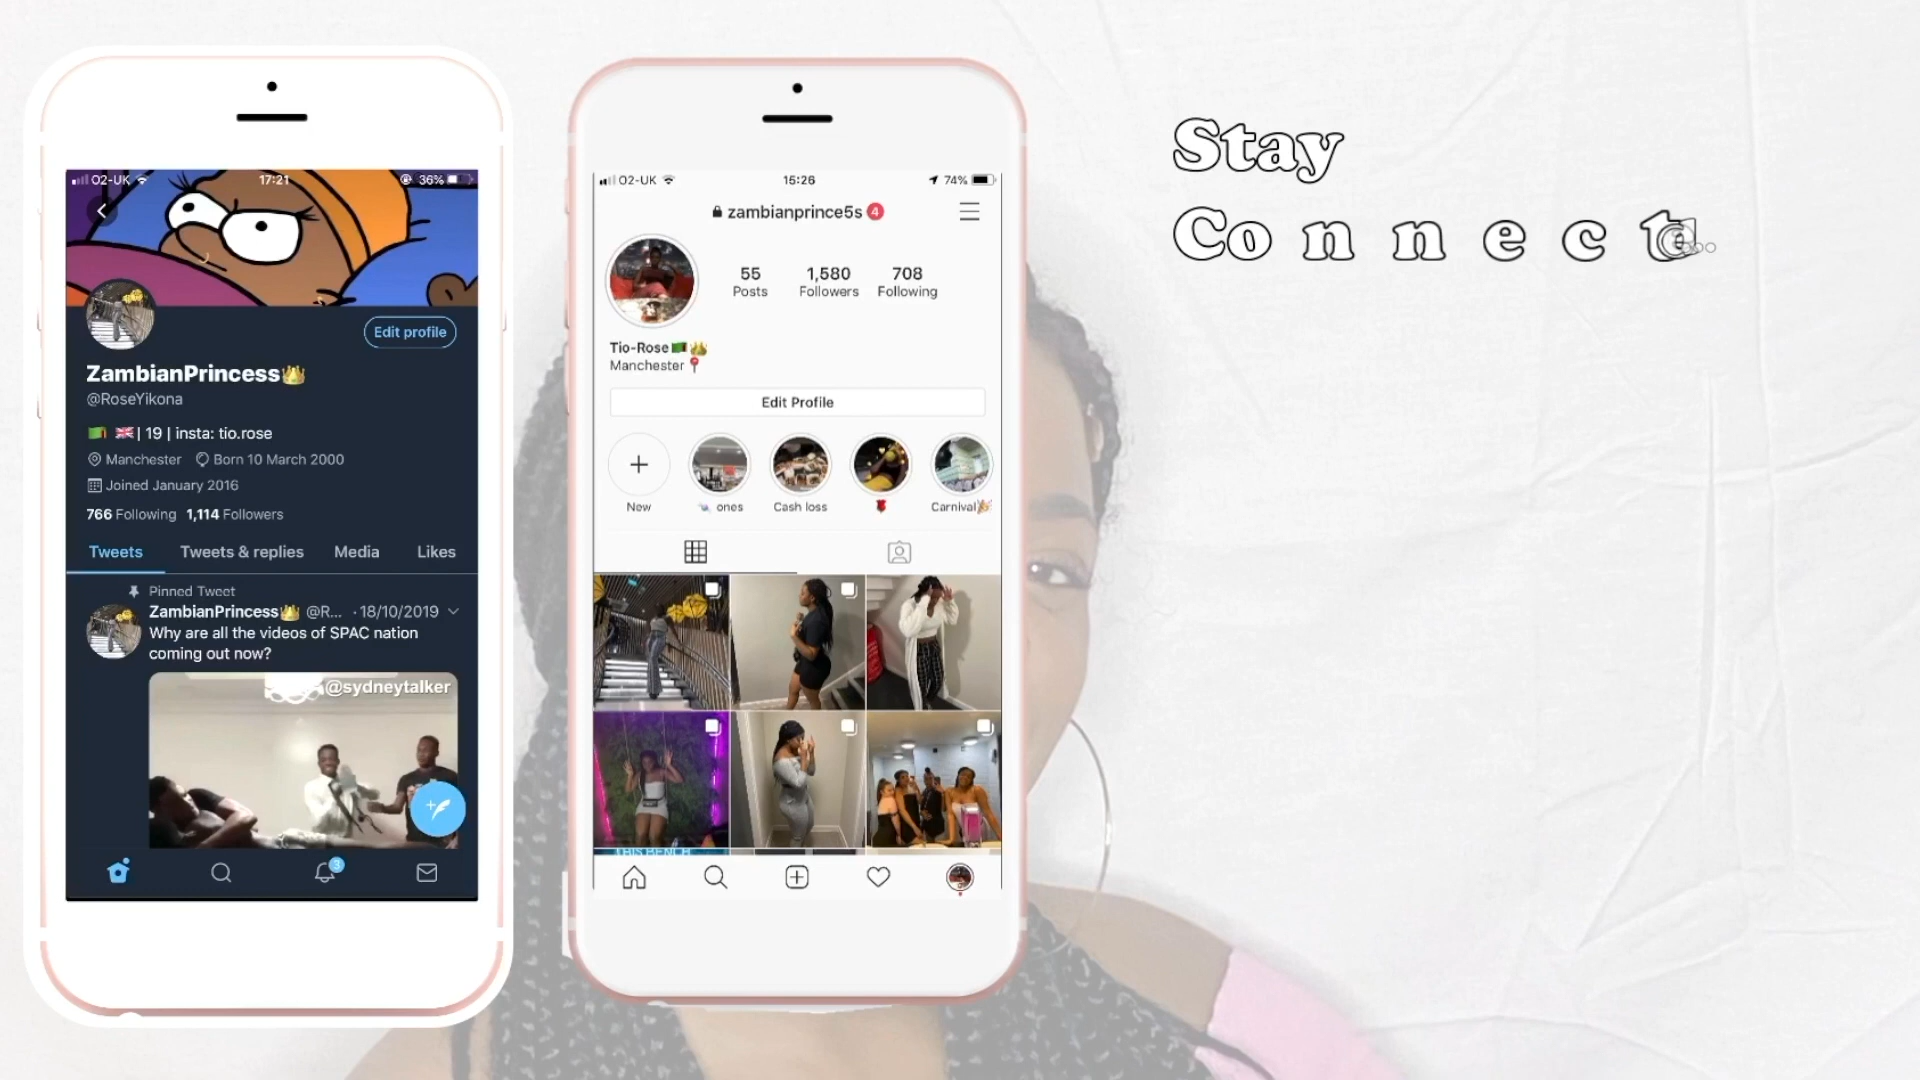 O2-UK 17:21 36%
Edit profile
ZambianPrincess
@RoseYikona
| 19 | insta: tio.rose
Manchester Born 10 March 2000
Joined January 2016
766 Following 1,114 Followers
Tweets Tweets & replies Media Likes
Pinned Tweet
ZambianPrincess @R... · 18/10/2019
Why are all the videos of SPAC nation
coming out now?
@sydneytalker
3
O2-UK 15:26 74%
zambianprince5s 4
55 1,580 708
Posts Followers Following
Tio-Rose
Manchester
Edit Profile
New ones Cash loss Carnival
THIS BENCH
Stay
Connect